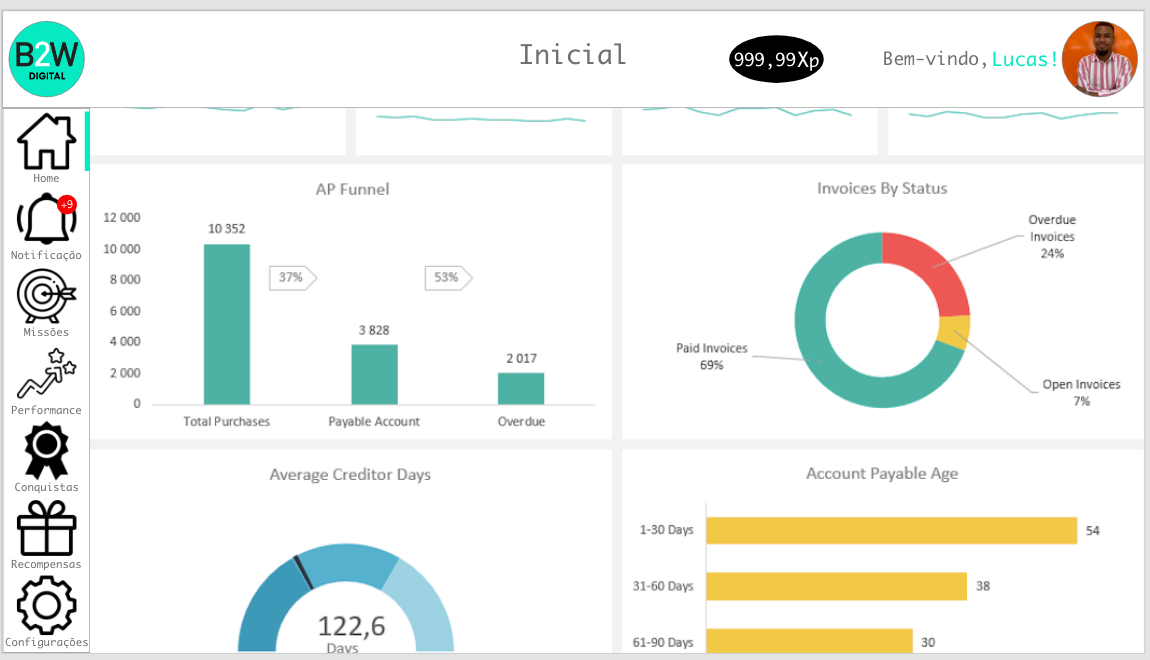 B2W
DIGITAL
Inicial
999,99Xp
Bem-vindo, Lucas!
Home
+9
Notificação
Missões
Performance
Conquistas
Recompensas
Configurações
AP Funnel
12 000
10 000
8 000
6 000
4 000
2 000
0
10 352
37%
3 828
53%
2 017
Total Purchases
Payable Account
Overdue
Invoices By Status
Overdue
Invoices
24%
Paid Invoices
69%
Open Invoices
7%
Average Creditor Days
122,6
Days
Account Payable Age
1-30 Days
54
31-60 Days
38
61-90 Days
30